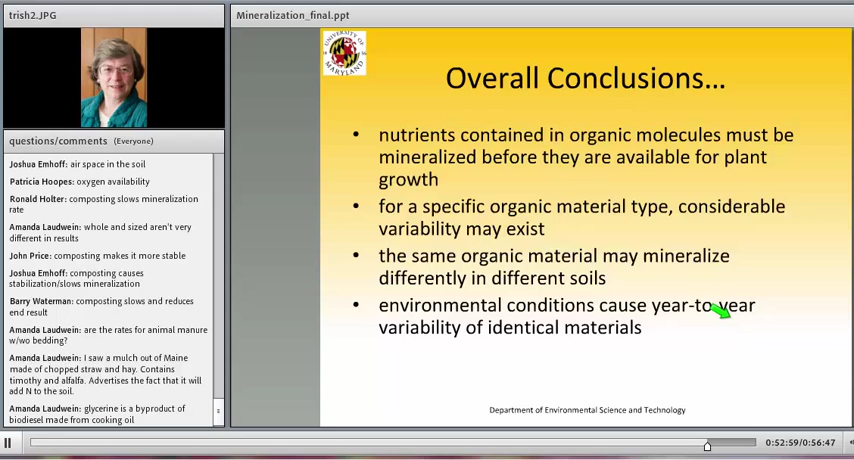 trish2.JPG
questions/comments (Everyone)
Joshua Emhoff: air space in the soil
Patricia Hoopes: oxygen availability
Ronald Holter: composting slows mineralization
rate
Amanda Laudwein: whole and sized aren't very
different in results
John Price: composting makes it more stable
Joshua Emhoff: composting causes
stabilization/slows mineralization
Barry Waterman: composting slows and reduces
end result
Amanda Laudwein: are the rates for animal manure
w/wo bedding?
Amanda Laudwein: I saw a mulch out of Maine
made of chopped straw and hay. Contains
timothy and alfalfa. Advertises the fact that it will
add N to the soil.
Amanda Laudwein: glycerine is a byproduct of
biodiesel made from cooking oil
Mineralization_final.ppt
UNIVERSITY OF
MARYLAND
Overall Conclusions...
• nutrients contained in organic molecules must be
mineralized before they are available for plant
growth
• for a specific organic material type, considerable
variability may exist
• the same organic material may mineralize
differently in different soils
• environmental conditions cause year-to-year
variability of identical materials
Department of Environmental Science and Technology
0:52:59/0:56:47